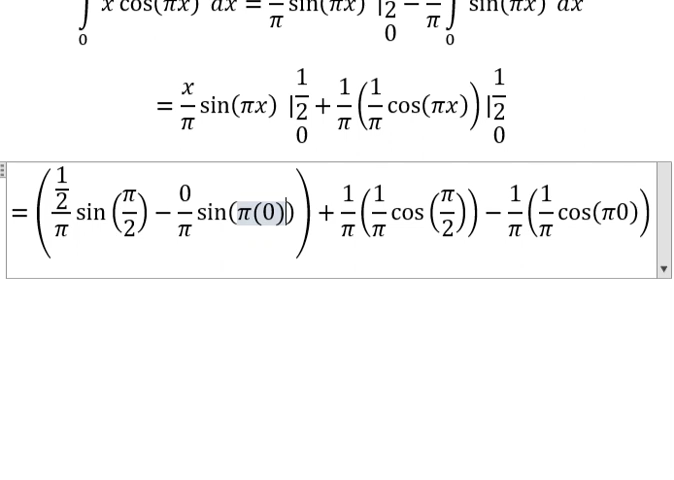 ∫₀ x cos(πx) dx = x/π sin(πx) |₀^(1/2) − 1/π ∫₀ sin(πx) dx
= x/π sin(πx) |₀^(1/2) + 1/π (1/π cos(πx)) |₀^(1/2)
= ((1/2)/π sin(π/2) − 0/π sin(π(0))) + 1/π (1/π cos(π/2)) − 1/π (1/π cos(π0))